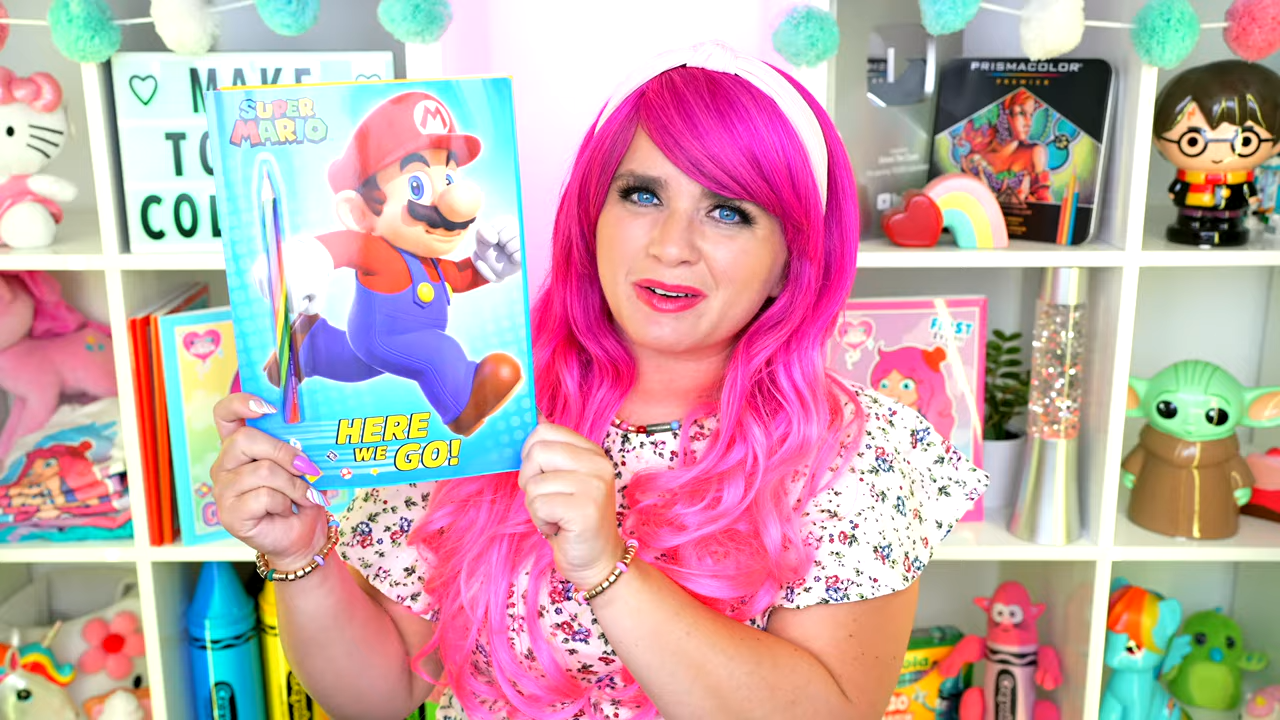 MAKE
TO
COL
SUPER
MARIO
M
HERE
WE GO!
PRISMACOLOR
PREMIER
FIRST